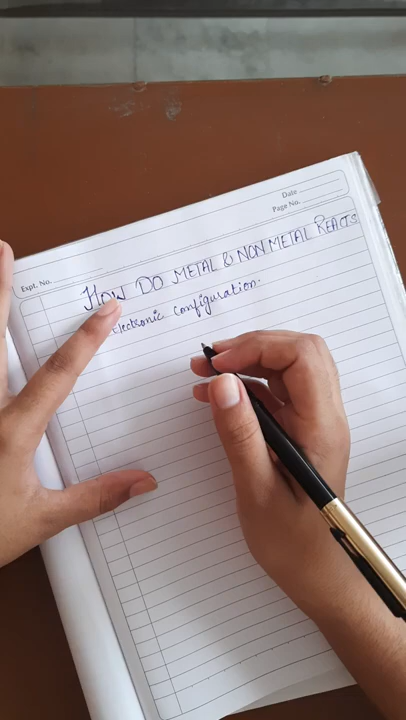 Date
Page No.
Expt. No.
HOW DO METAL & NON METAL REACTS
Electronic configuration.